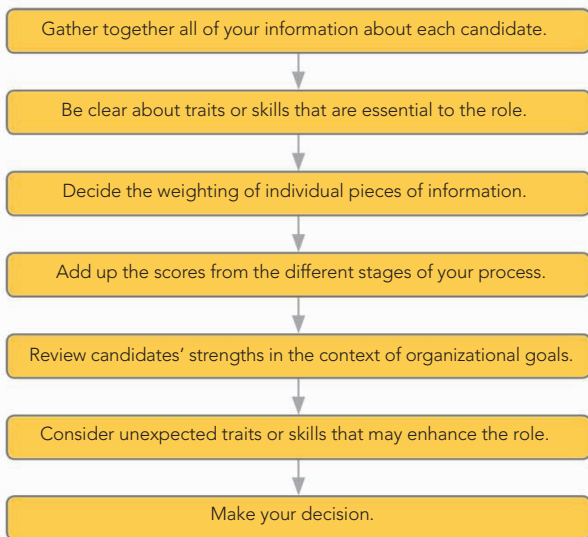 Gather together all of your information about each candidate.
Be clear about traits or skills that are essential to the role.
Decide the weighting of individual pieces of information.
Add up the scores from the different stages of your process.
Review candidates’ strengths in the context of organizational goals.
Consider unexpected traits or skills that may enhance the role.
Make your decision.